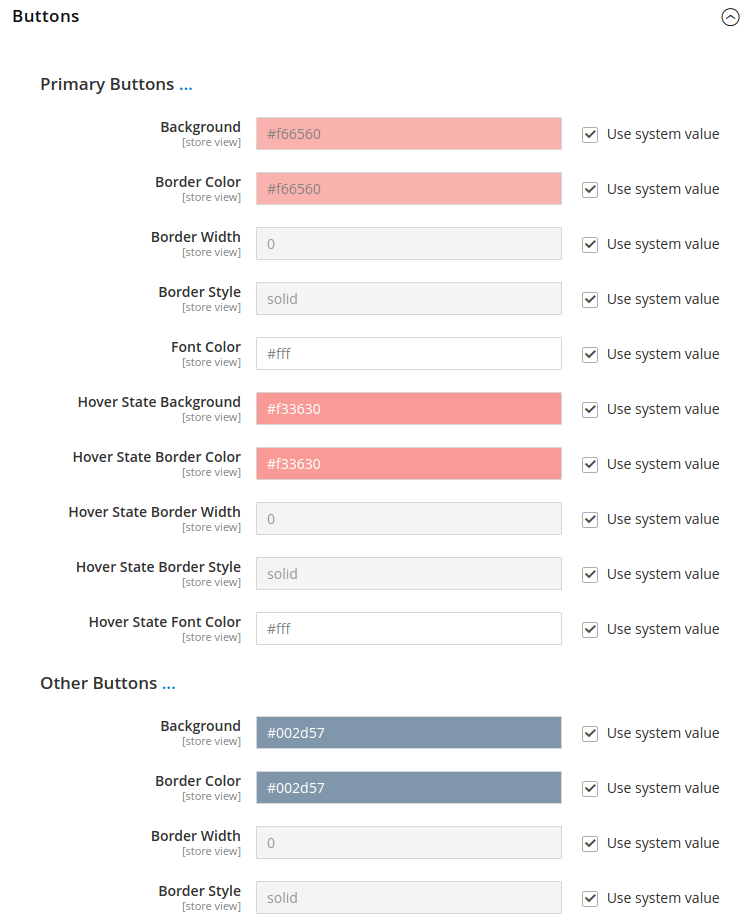 Buttons
Primary Buttons ...
Background
[store view]
#f66560
Use system value
Border Color
[store view]
#f66560
Use system value
Border Width
[store view]
0
Use system value
Border Style
[store view]
solid
Use system value
Font Color
[store view]
#fff
Use system value
Hover State Background
[store view]
#f33630
Use system value
Hover State Border Color
[store view]
#f33630
Use system value
Hover State Border Width
[store view]
0
Use system value
Hover State Border Style
[store view]
solid
Use system value
Hover State Font Color
[store view]
#fff
Use system value
Other Buttons ...
Background
[store view]
#002d57
Use system value
Border Color
[store view]
#002d57
Use system value
Border Width
[store view]
0
Use system value
Border Style
[store view]
solid
Use system value